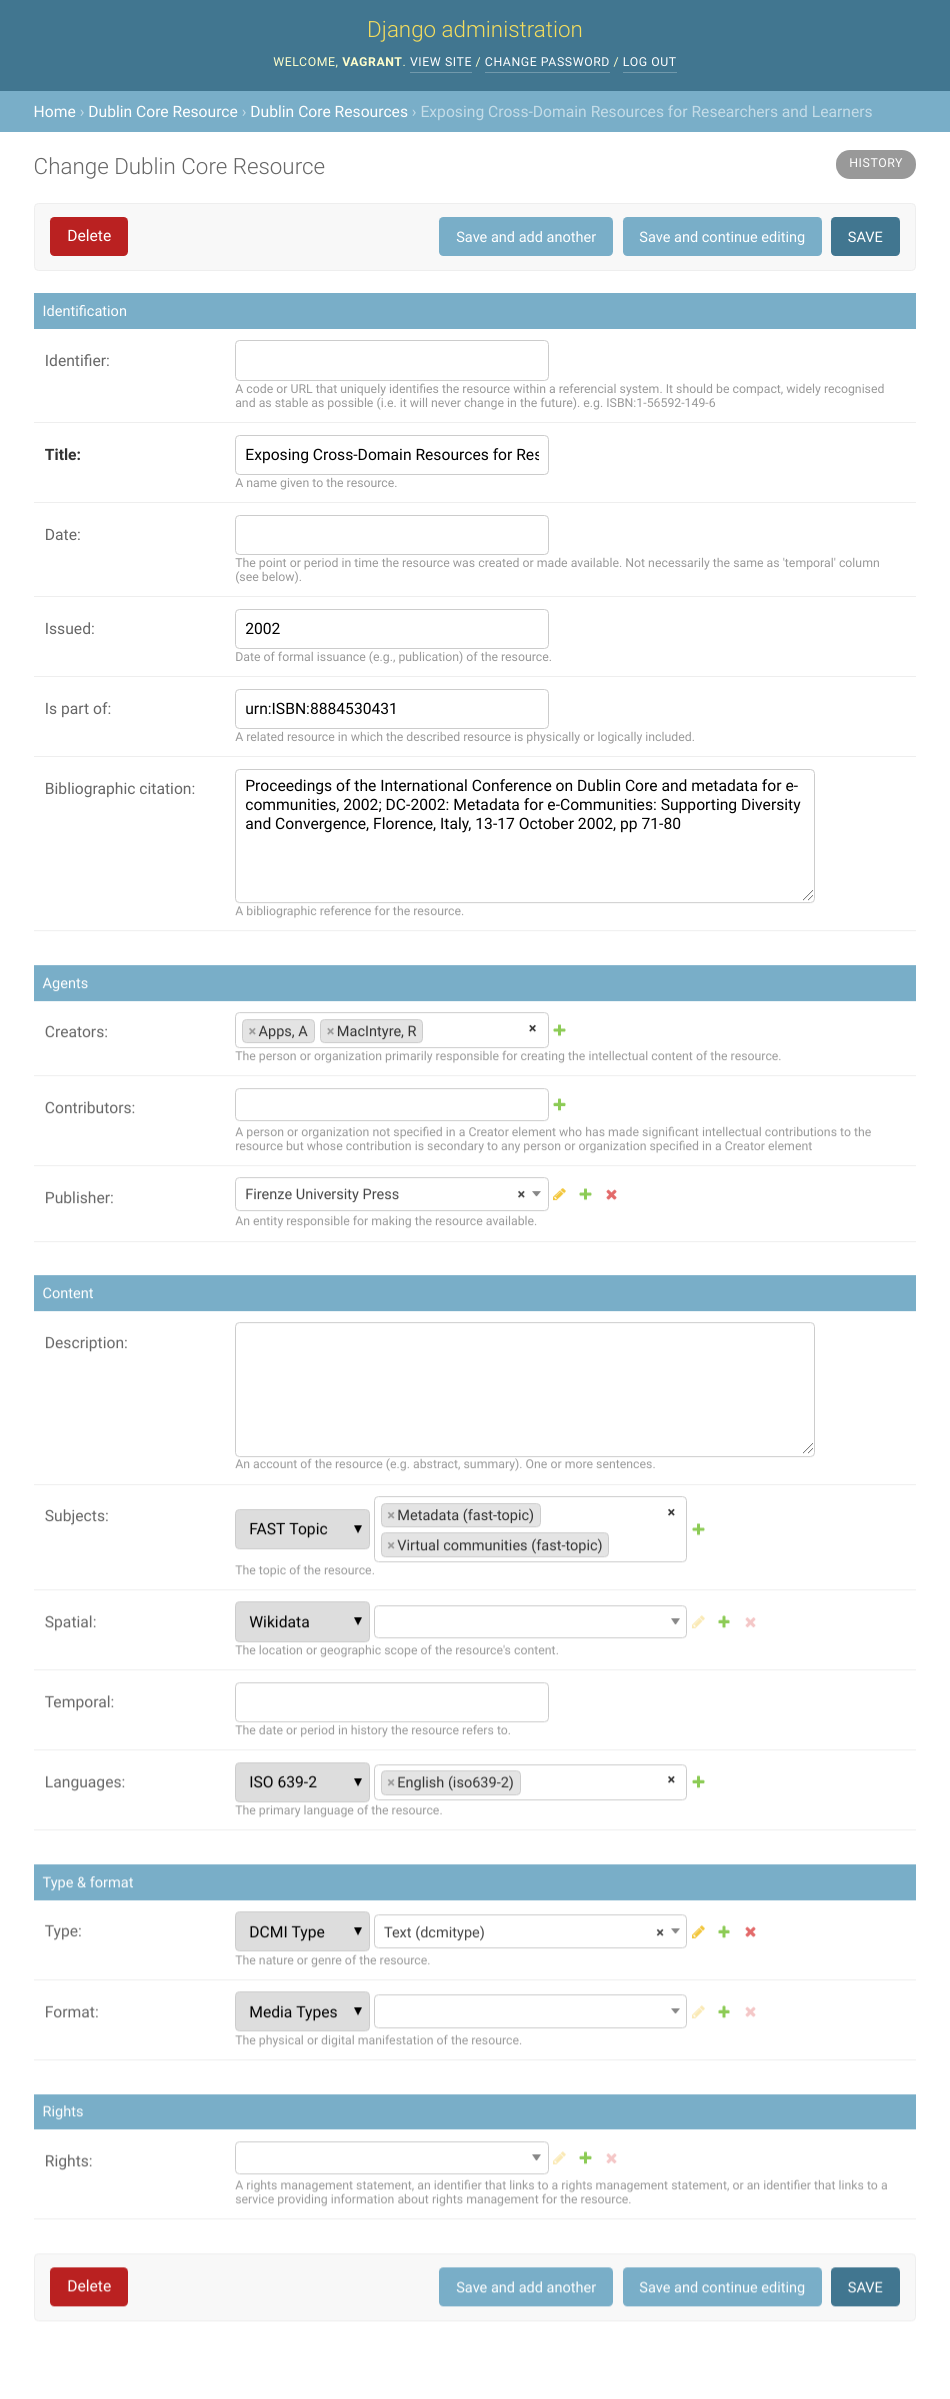 Django administration
WELCOME, VAGRANT. VIEW SITE / CHANGE PASSWORD / LOG OUT
Home › Dublin Core Resource › Dublin Core Resources › Exposing Cross-Domain Resources for Researchers and Learners
Change Dublin Core Resource
HISTORY
Delete
Save and add another
Save and continue editing
SAVE
Identification
Identifier:
A code or URL that uniquely identifies the resource within a referencial system. It should be compact, widely recognised
and as stable as possible (i.e. it will never change in the future). e.g. ISBN:1-56592-149-6
Title:
Exposing Cross-Domain Resources for Res
A name given to the resource.
Date:
The point or period in time the resource was created or made available. Not necessarily the same as 'temporal' column
(see below).
Issued:
2002
Date of formal issuance (e.g., publication) of the resource.
Is part of:
urn:ISBN:8884530431
A related resource in which the described resource is physically or logically included.
Bibliographic citation:
Proceedings of the International Conference on Dublin Core and metadata for e-
communities, 2002; DC-2002: Metadata for e-Communities: Supporting Diversity
and Convergence, Florence, Italy, 13-17 October 2002, pp 71-80
A bibliographic reference for the resource.
Agents
Creators:
×Apps, A ×MacIntyre, R ×
The person or organization primarily responsible for creating the intellectual content of the resource.
Contributors:
A person or organization not specified in a Creator element who has made significant intellectual contributions to the
resource but whose contribution is secondary to any person or organization specified in a Creator element
Publisher:
Firenze University Press ×
An entity responsible for making the resource available.
Content
Description:
An account of the resource (e.g. abstract, summary). One or more sentences.
Subjects:
FAST Topic
×Metadata (fast-topic) ×
×Virtual communities (fast-topic)
The topic of the resource.
Spatial:
Wikidata
The location or geographic scope of the resource's content.
Temporal:
The date or period in history the resource refers to.
Languages:
ISO 639-2
×English (iso639-2) ×
The primary language of the resource.
Type & format
Type:
DCMI Type
Text (dcmitype) ×
The nature or genre of the resource.
Format:
Media Types
The physical or digital manifestation of the resource.
Rights
Rights:
A rights management statement, an identifier that links to a rights management statement, or an identifier that links to a
service providing information about rights management for the resource.
Delete
Save and add another
Save and continue editing
SAVE